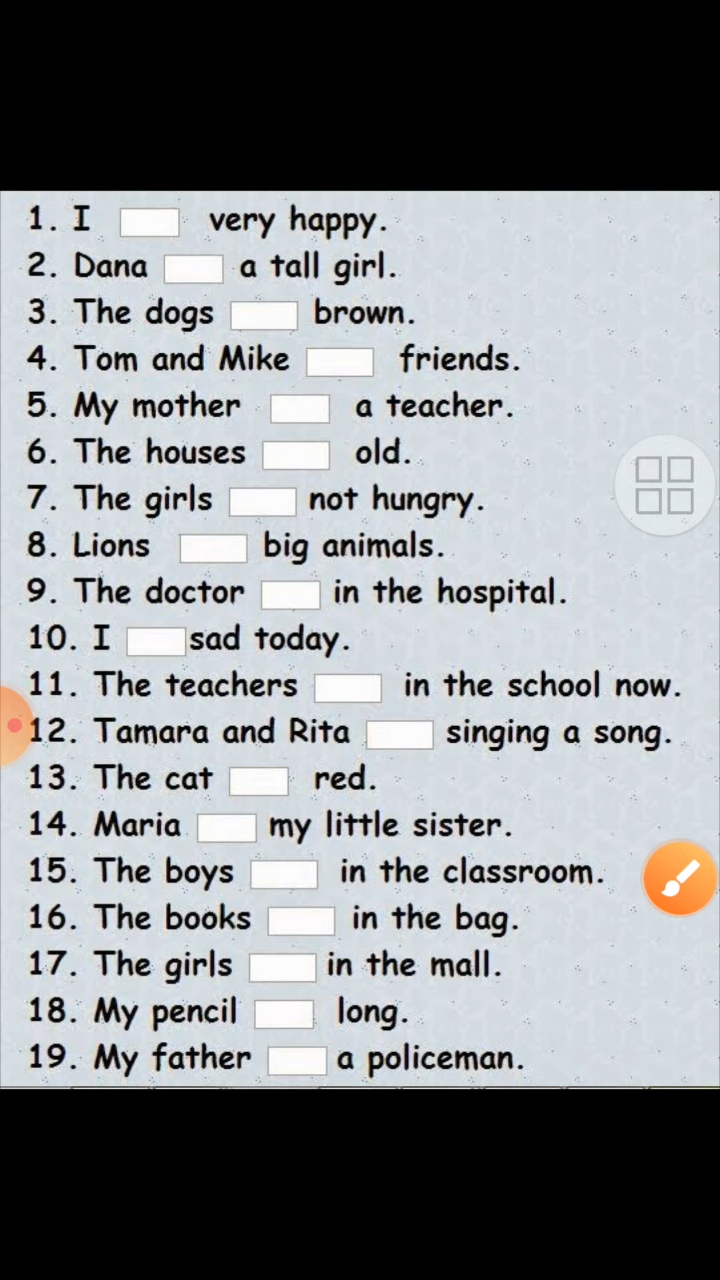 1. I very happy.
2. Dana a tall girl.
3. The dogs brown.
4. Tom and Mike friends.
5. My mother a teacher.
6. The houses old.
7. The girls not hungry.
8. Lions big animals.
9. The doctor in the hospital.
10. I sad today.
11. The teachers in the school now.
12. Tamara and Rita singing a song.
13. The cat red.
14. Maria my little sister.
15. The boys in the classroom.
16. The books in the bag.
17. The girls in the mall.
18. My pencil long.
19. My father a policeman.